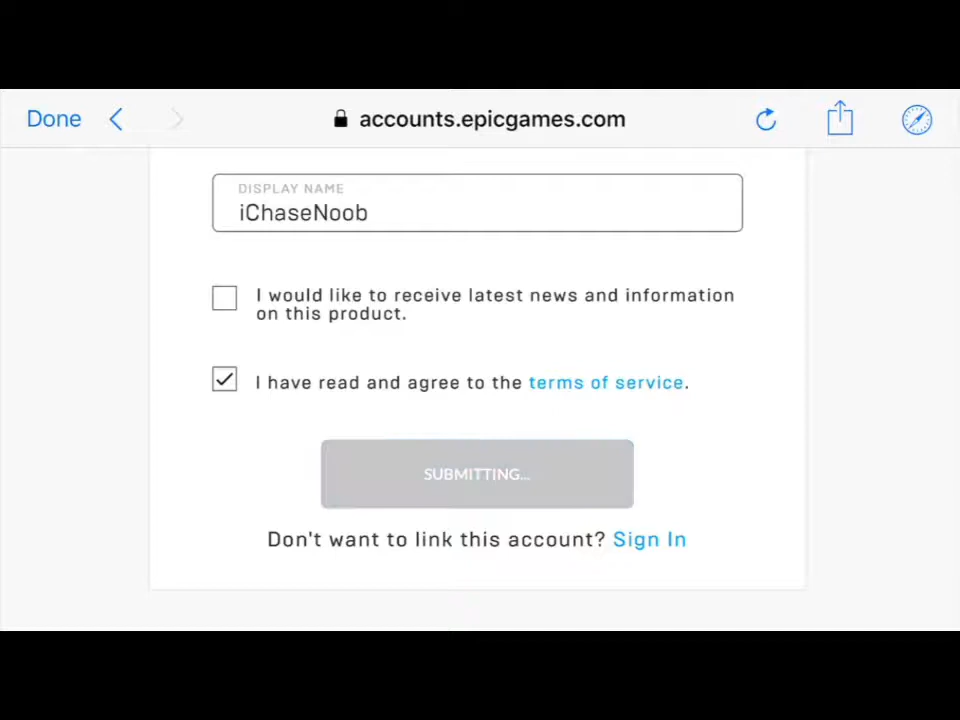 Done accounts.epicgames.com
DISPLAY NAME
iChaseNoob
I would like to receive latest news and information
on this product.
I have read and agree to the terms of service.
SUBMITTING...
Don't want to link this account? Sign In